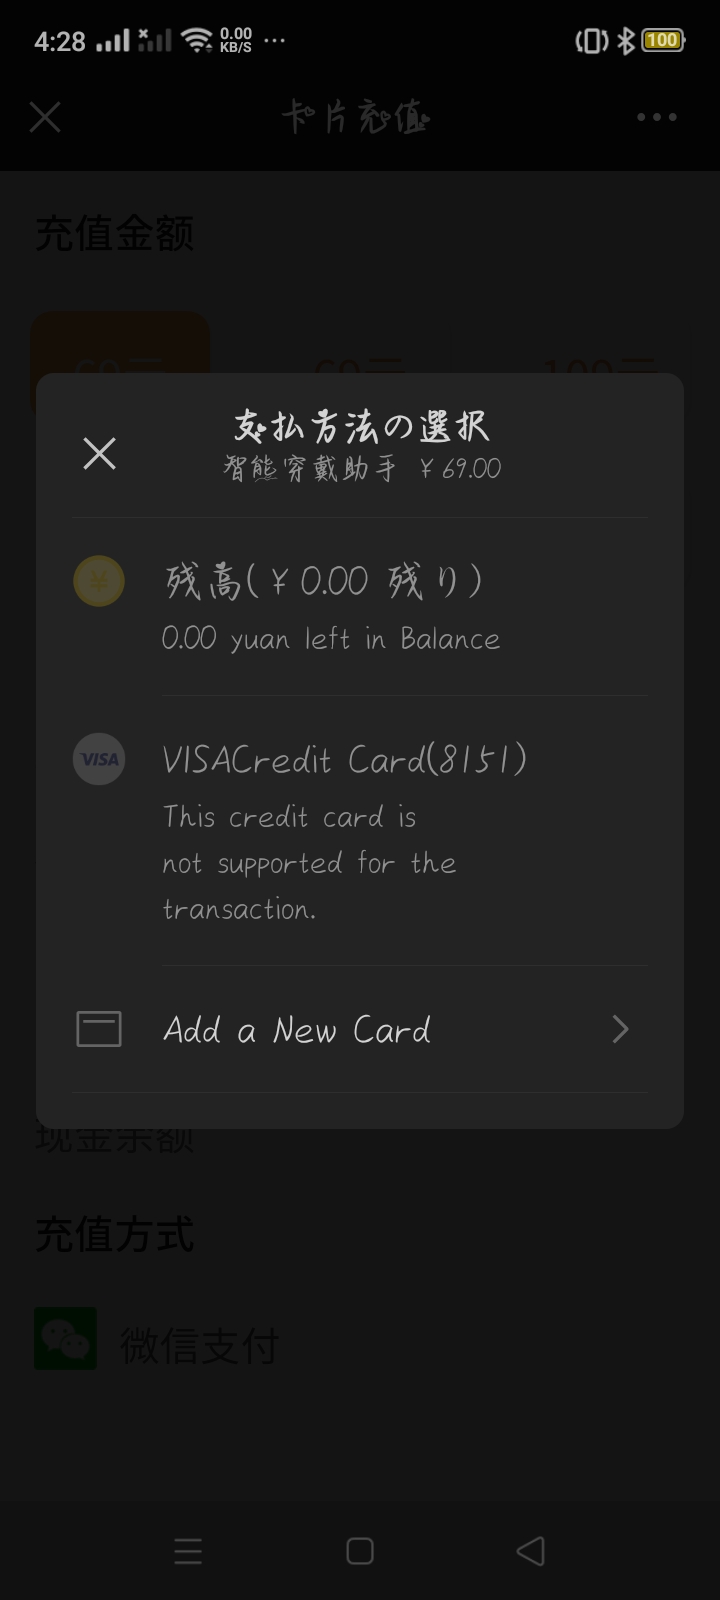 4:28
0.00
KB/S
...
100
卡片充值
充值金额
69元
69元
109元
支払方法の選択
智能穿戴助手 ¥69.00
残高(¥0.00 残り)
0.00 yuan left in Balance
VISA
VISACredit Card(8151)
This credit card is
not supported for the
transaction.
Add a New Card
现金余额
充值方式
微信支付